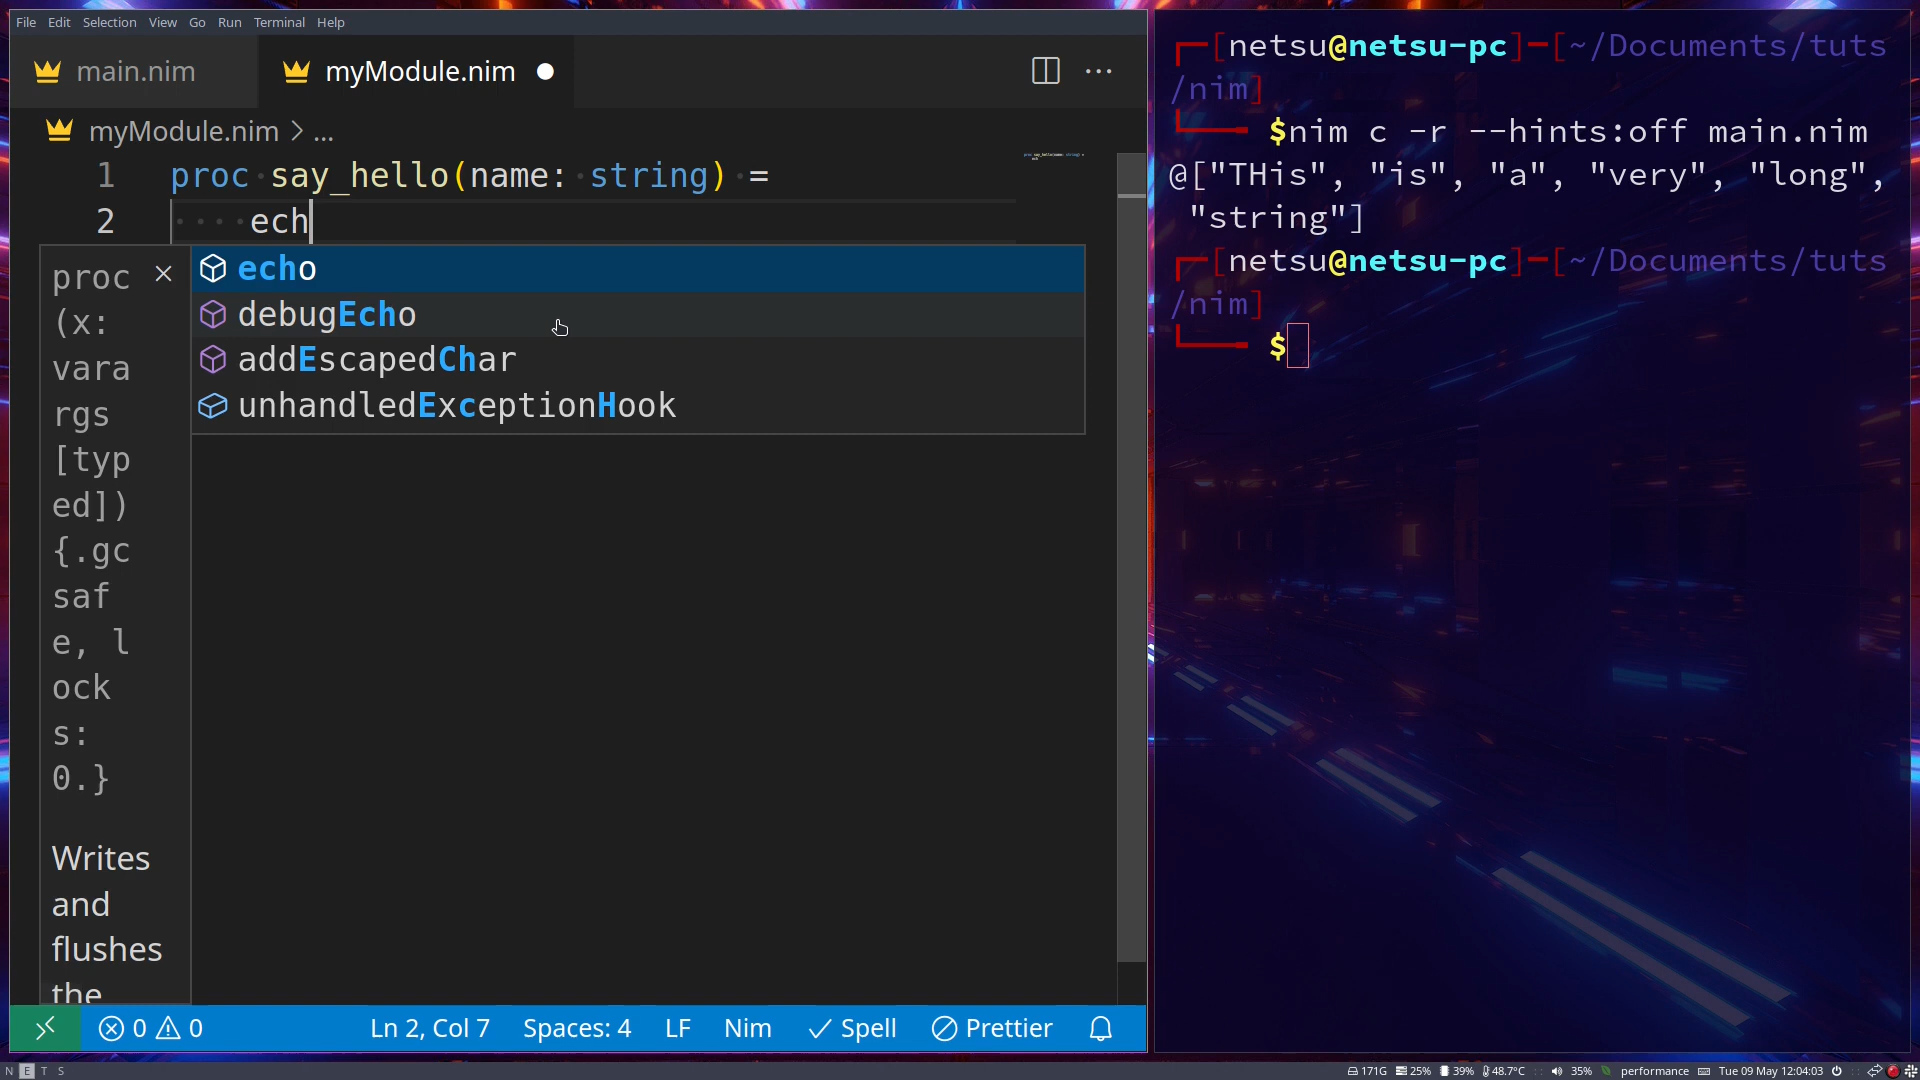 File Edit Selection View Go Run Terminal Help
main.nim
myModule.nim
myModule.nim > ...
1 proc say_hello(name: string) =
2 ech
proc
(x:
vara
rgs
[typ
ed])
{.gc
saf
e, l
ock
s:
0.}
Writes
and
flushes
the
echo
debugEcho
addEscapedChar
unhandledExceptionHook
0 0 Ln 2, Col 7 Spaces: 4 LF Nim Spell Prettier
[netsu@netsu-pc]-[~/Documents/tuts
/nim]
$nim c -r --hints:off main.nim
@["THis", "is", "a", "very", "long",
"string"]
[netsu@netsu-pc]-[~/Documents/tuts
/nim]
$
N E T S
171G 25% 39% 48.7°C 35% performance Tue 09 May 12:04:03